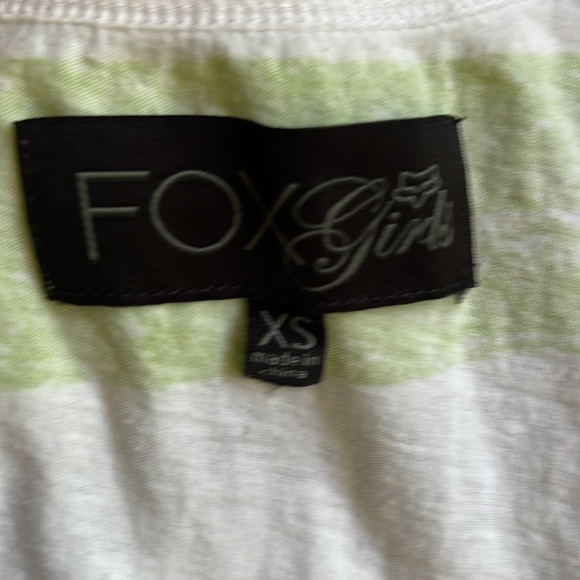 FOX Girls
XS
made in
china